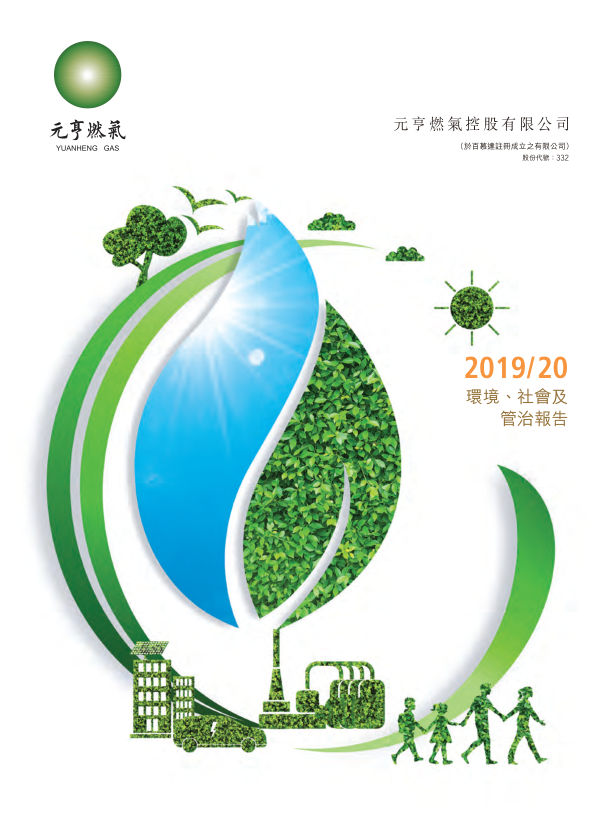 元亨燃氣
YUANHENG GAS
元亨燃氣控股有限公司
（於百慕達註冊成立之有限公司）
股份代號：332
2019/20
環境、社會及
管治報告